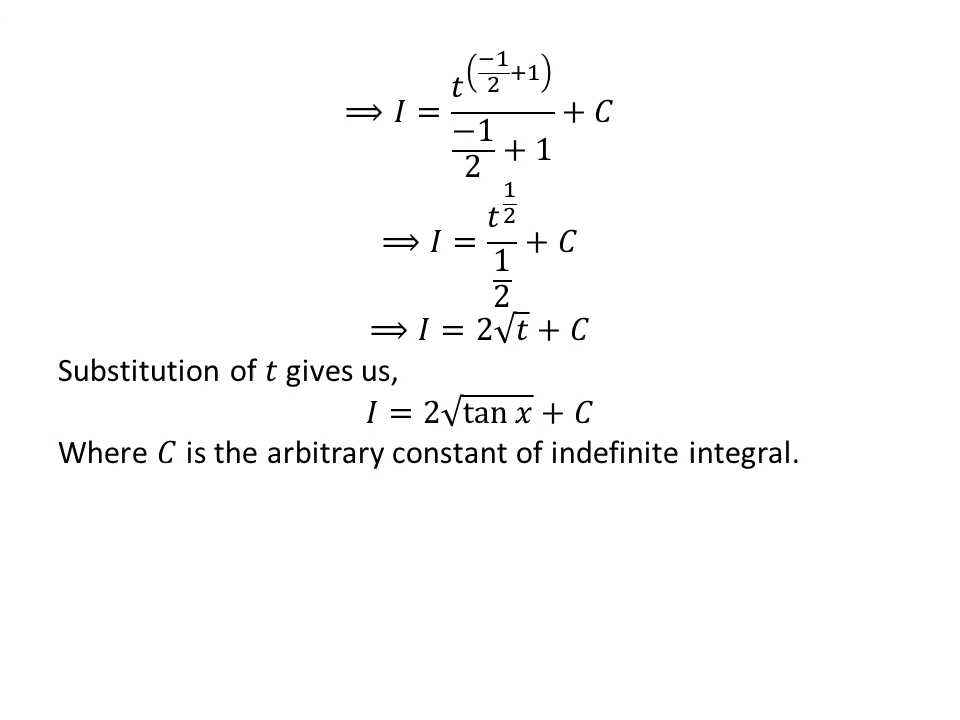 ⟹ I = t^(−1/2 + 1) / (−1/2 + 1) + C
⟹ I = t^(1/2) / (1/2) + C
⟹ I = 2√t + C
Substitution of t gives us,
I = 2√(tan x) + C
Where C is the arbitrary constant of indefinite integral.